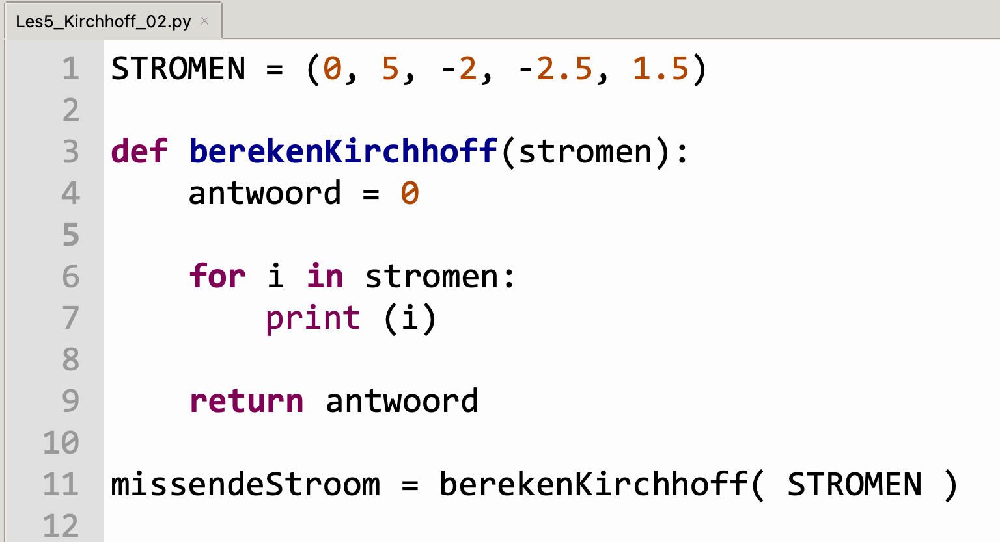 Les5_Kirchhoff_02.py ×
1 STROMEN = (0, 5, -2, -2.5, 1.5)
2
3 def berekenKirchhoff(stromen):
4     antwoord = 0
5
6     for i in stromen:
7         print (i)
8
9     return antwoord
10
11 missendeStroom = berekenKirchhoff( STROMEN )
12